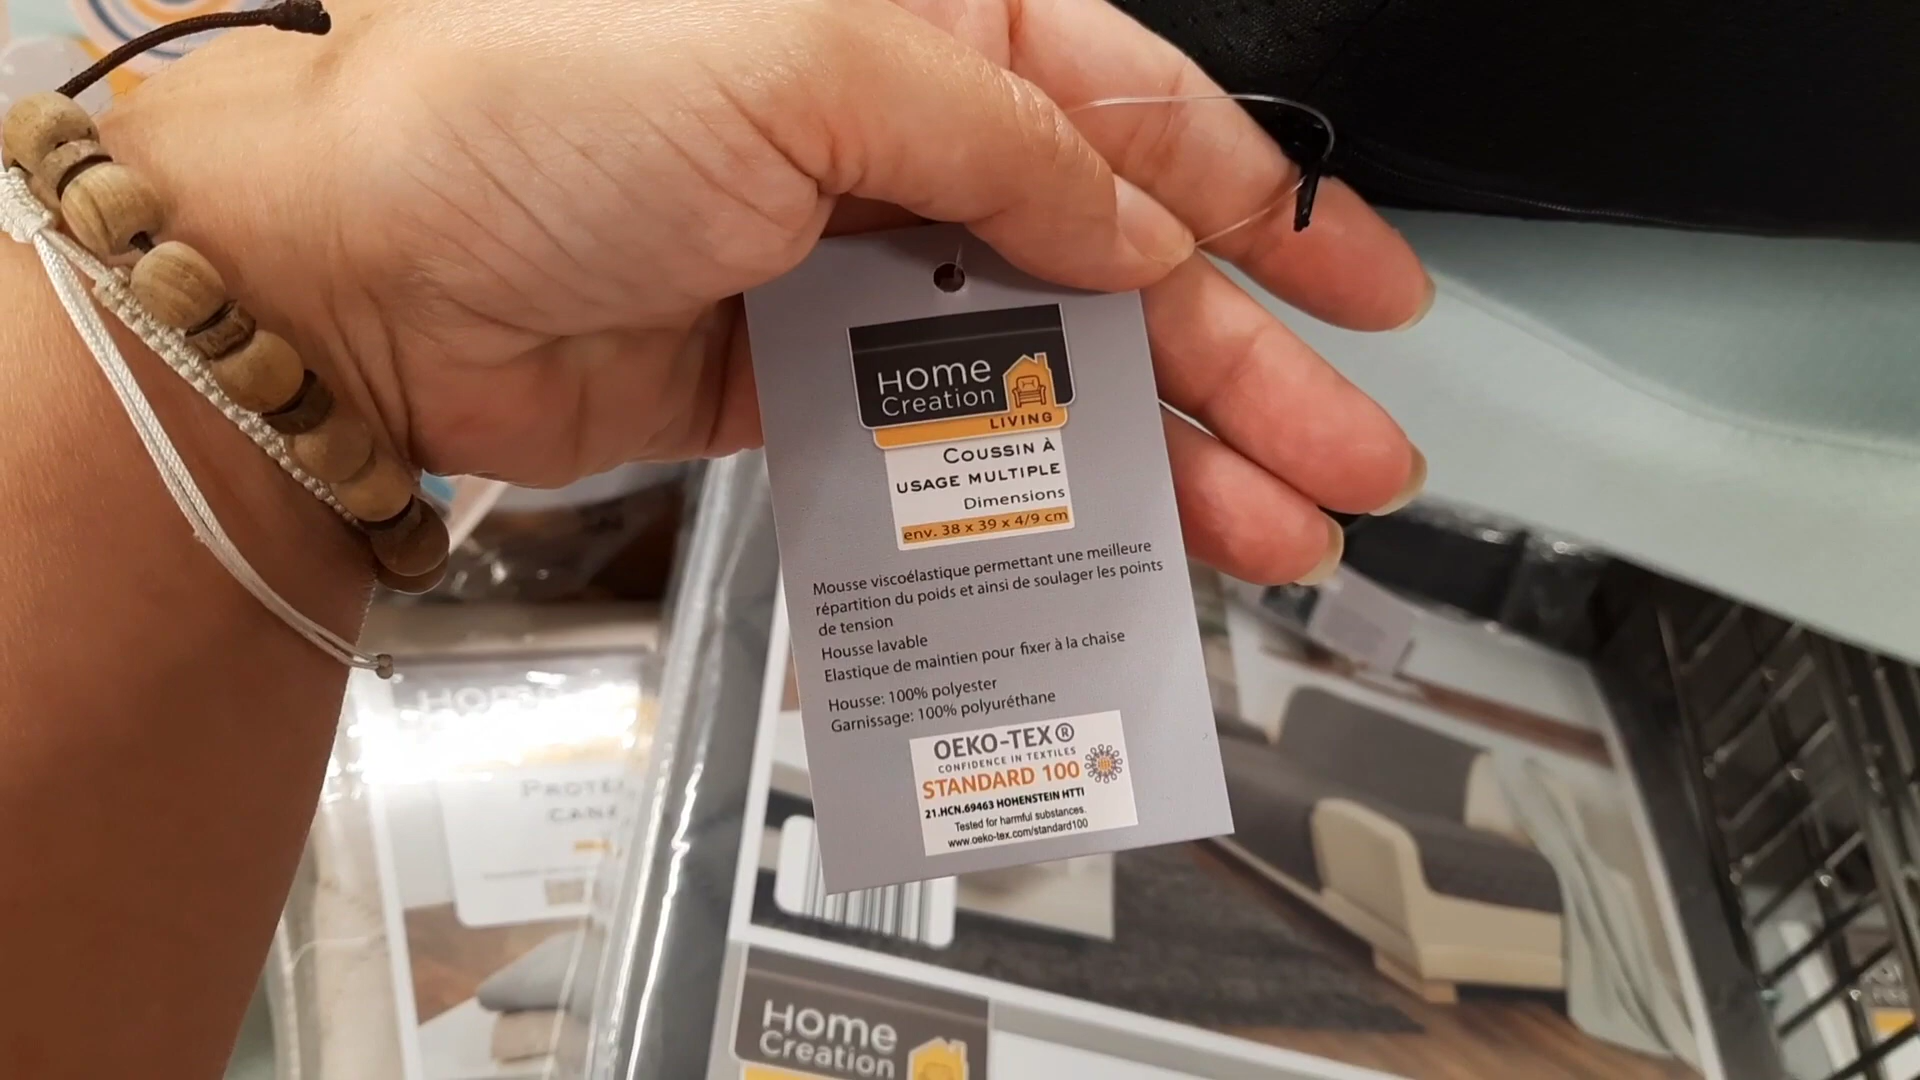 Home
Creation
LIVING
COUSSIN À
USAGE MULTIPLE
Dimensions
env. 38 x 39 x 4/9 cm
Mousse viscoélastique permettant une meilleure
répartition du poids et ainsi de soulager les points
de tension
Housse lavable
Elastique de maintien pour fixer à la chaise
Housse: 100% polyester
Garnissage: 100% polyuréthane
OEKO-TEX®
CONFIDENCE IN TEXTILES
STANDARD 100
21.HCN.69463 HOHENSTEIN HTTI
Tested for harmful substances.
www.oeko-tex.com/standard100
Home
Creation